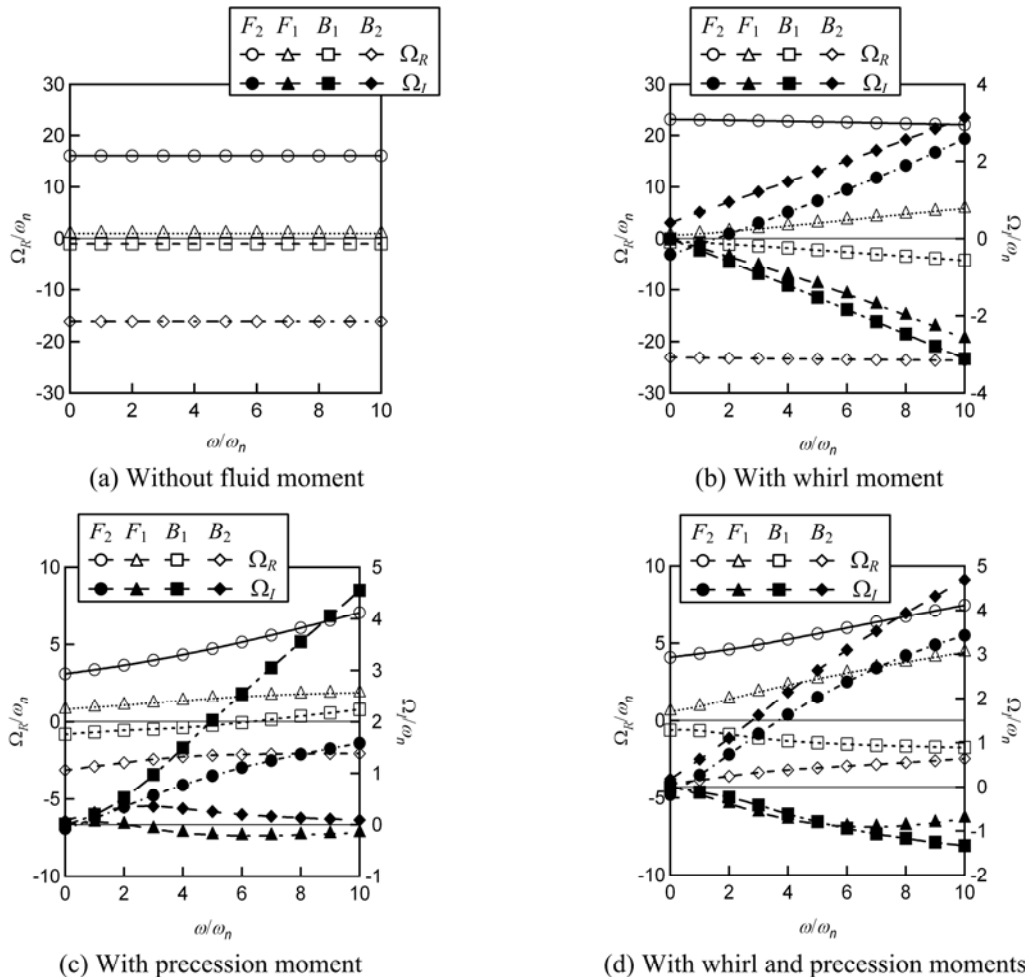 F2 F1 B1 B2
ΩR
ΩI
30
20
10
0
-10
-20
-30
ΩR/ωn
0 2 4 6 8 10
ω/ωn
(a) Without fluid moment
F2 F1 B1 B2
ΩR
ΩI
30
20
10
0
-10
-20
-30
ΩR/ωn
4
2
0
-2
-4
ΩI/ωn
0 2 4 6 8 10
ω/ωn
(b) With whirl moment
F2 F1 B1 B2
ΩR
ΩI
10
5
0
-5
-10
ΩR/ωn
5
4
3
2
1
0
-1
ΩI/ωn
0 2 4 6 8 10
ω/ωn
(c) With precession moment
F2 F1 B1 B2
ΩR
ΩI
10
5
0
-5
-10
ΩR/ωn
5
4
3
2
1
0
-1
-2
ΩI/ωn
0 2 4 6 8 10
ω/ωn
(d) With whirl and precession moments